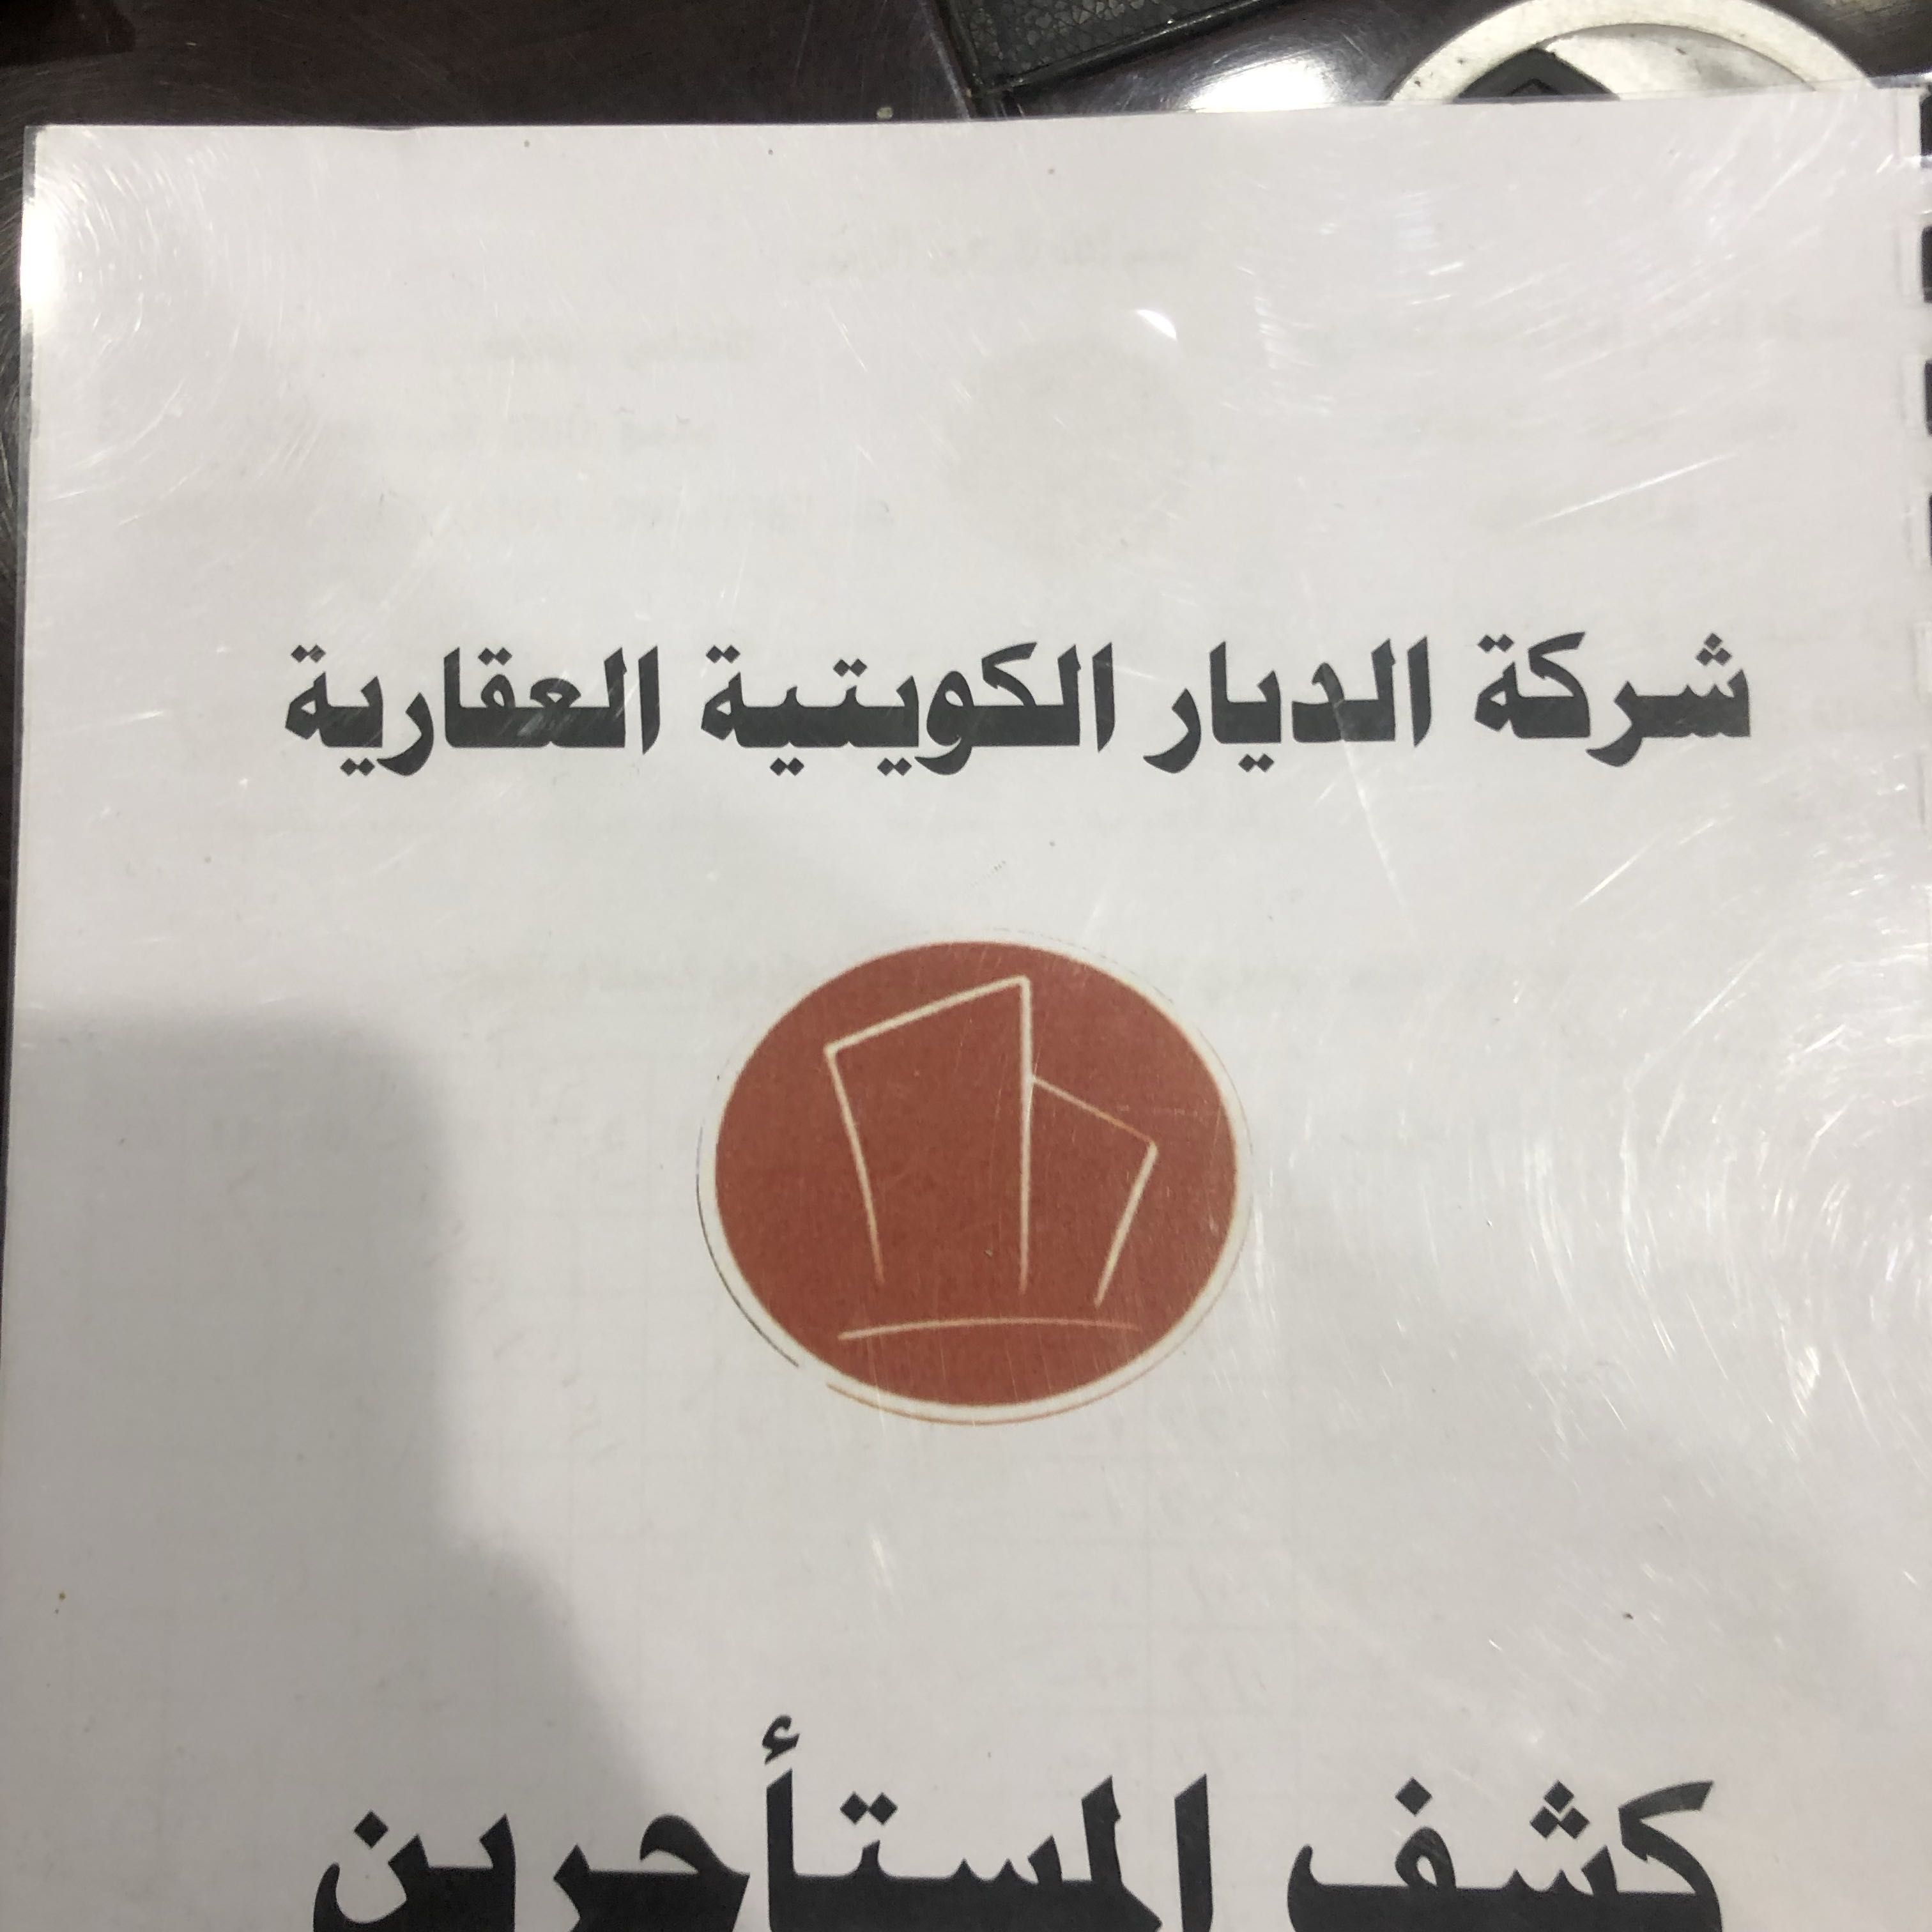 شركة الديار الكويتية العقارية
كشف المستأجرين